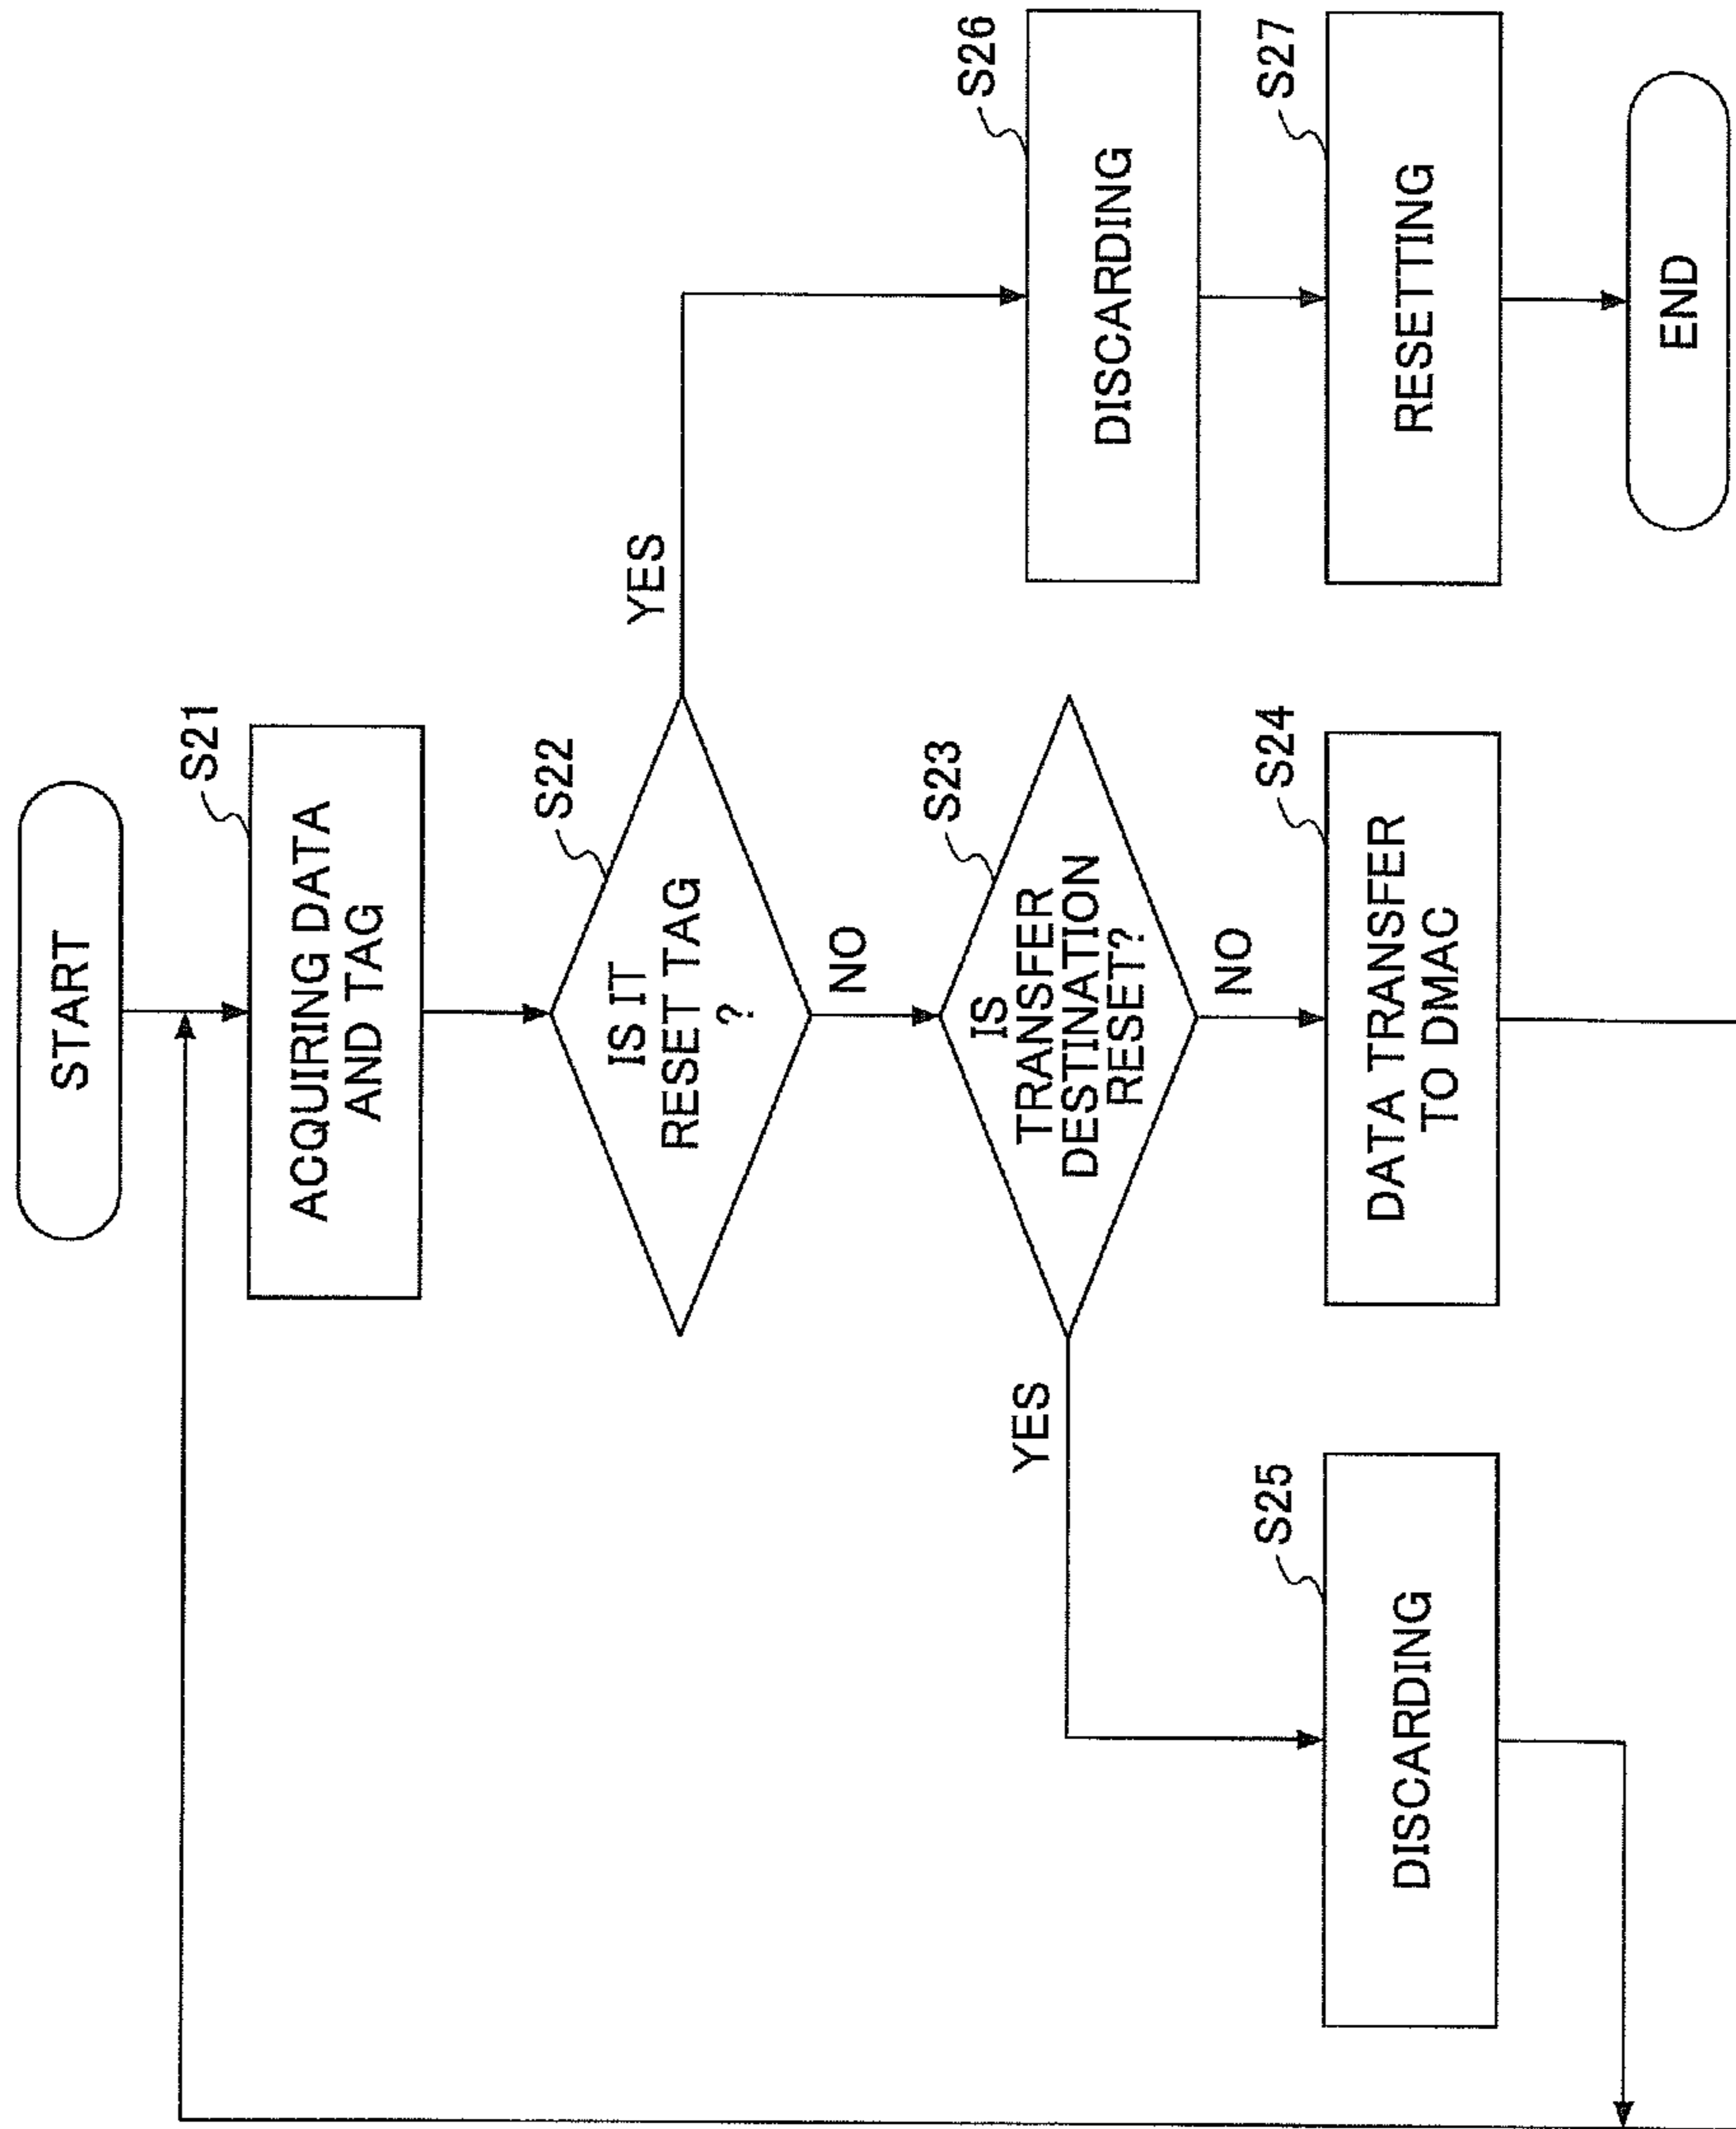 START
S21
ACQUIRING DATA
AND TAG
S22
IS IT
RESET TAG
?
YES
NO
S23
IS
TRANSFER
DESTINATION
RESET?
YES
NO
S24
DATA TRANSFER
TO DMAC
S25
DISCARDING
S26
DISCARDING
S27
RESETTING
END